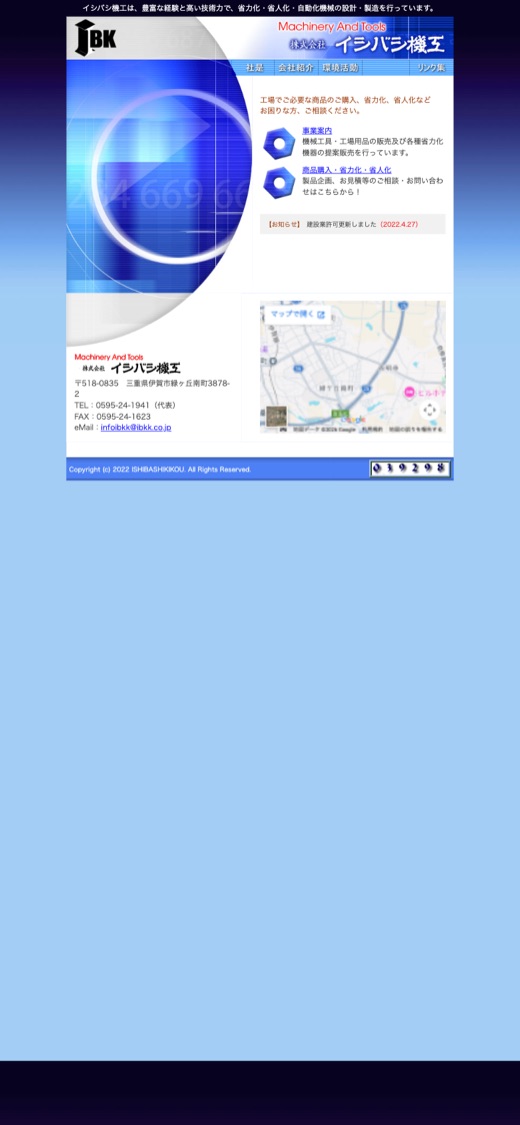 イシバシ機工は、豊富な経験と高い技術力で、省力化・省人化・自動化機械の設計・製造を行っています。
IBK
Machinery And Tools
株式会社 イシバシ機工
社是 会社紹介 環境活動 リンク集
工場でご必要な商品のご購入、省力化、省人化など
お困りな方、ご相談ください。
事業案内
機械工具・工場用品の販売及び各種省力化
機器の提案販売を行っています。
商品購入・省力化・省人化
製品企画、お見積等のご相談・お問い合わ
せはこちらから！
【お知らせ】 建設業許可更新しました（2022.4.27）
マップで開く
Machinery And Tools
株式会社 イシバシ機工
〒518-0835 三重県伊賀市緑ヶ丘南町3878-
2
TEL：0595-24-1941（代表）
FAX：0595-24-1623
eMail：infoibkk@ibkk.co.jp
Copyright (c) 2022 ISHIBASHIKIKOU. All Rights Reserved.
039298